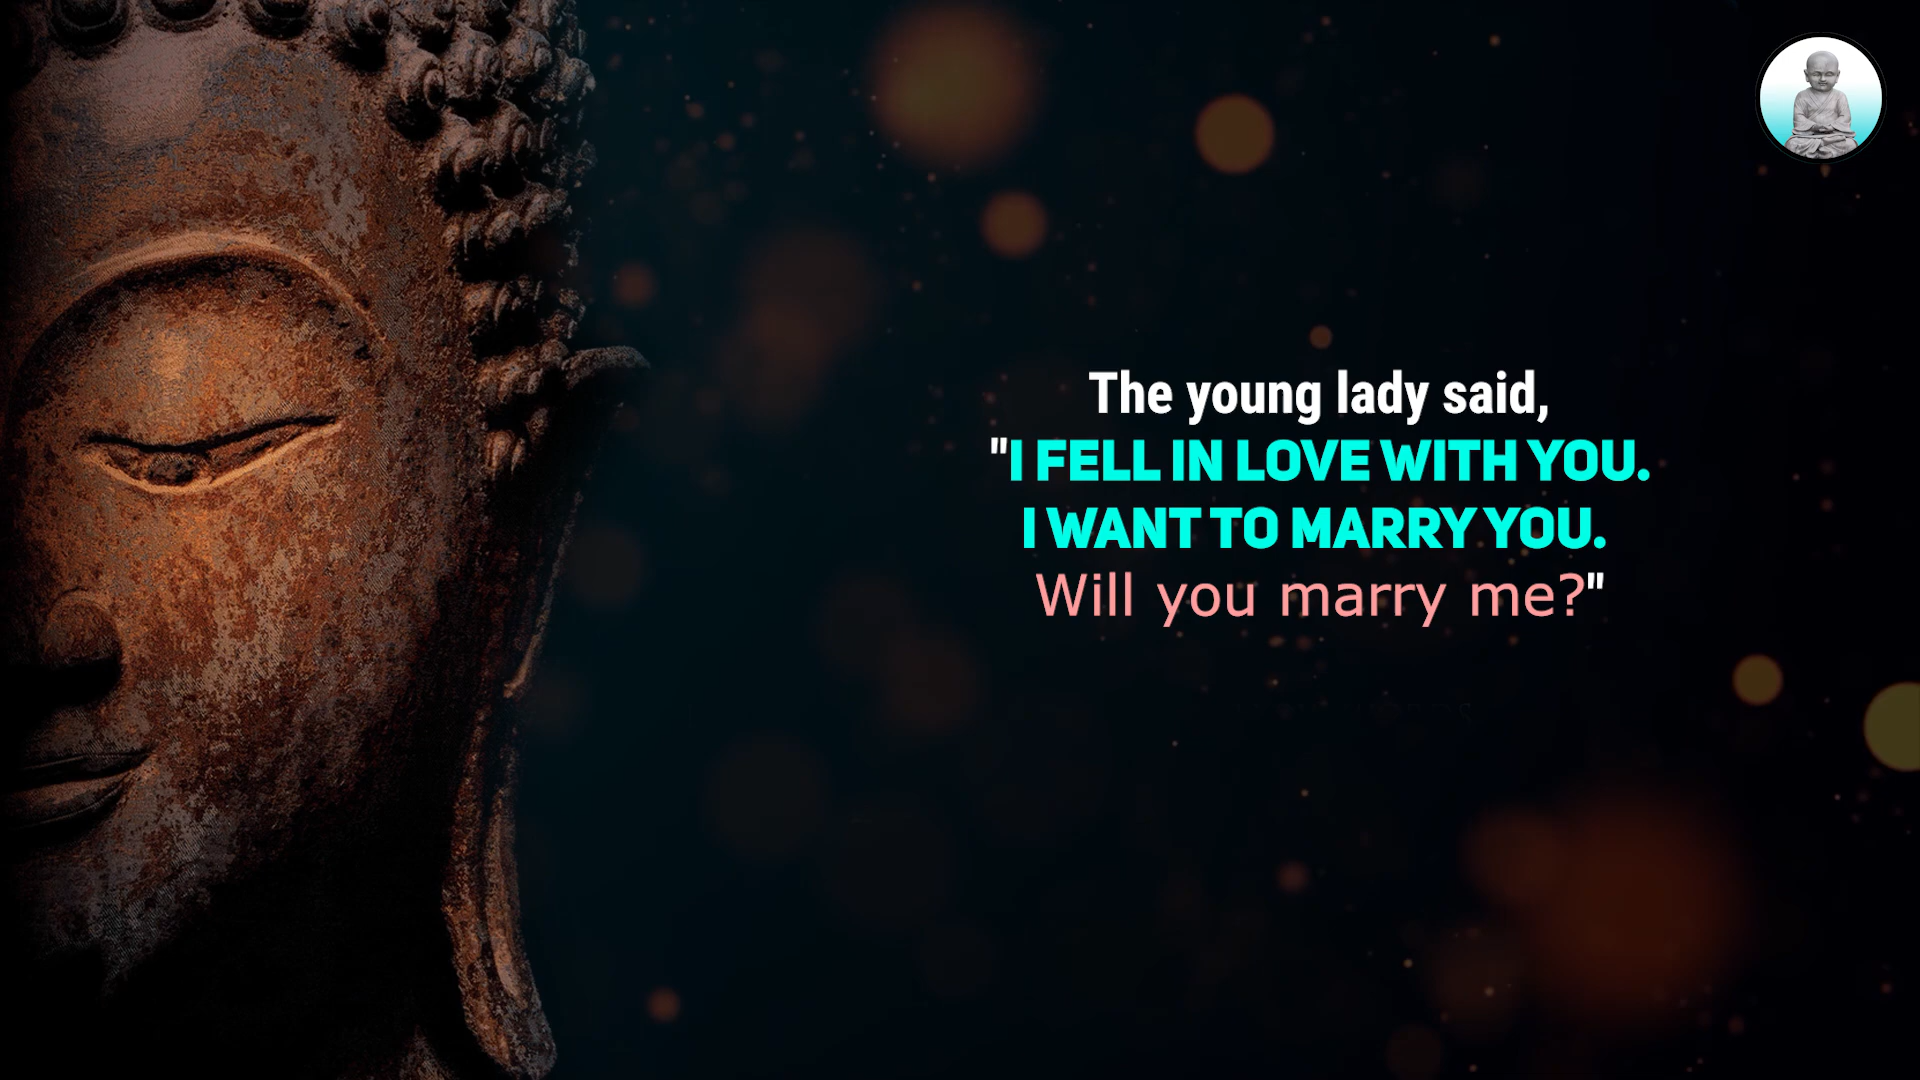 The young lady said,
"I FELL IN LOVE WITH YOU.
I WANT TO MARRY YOU.
Will you marry me?"